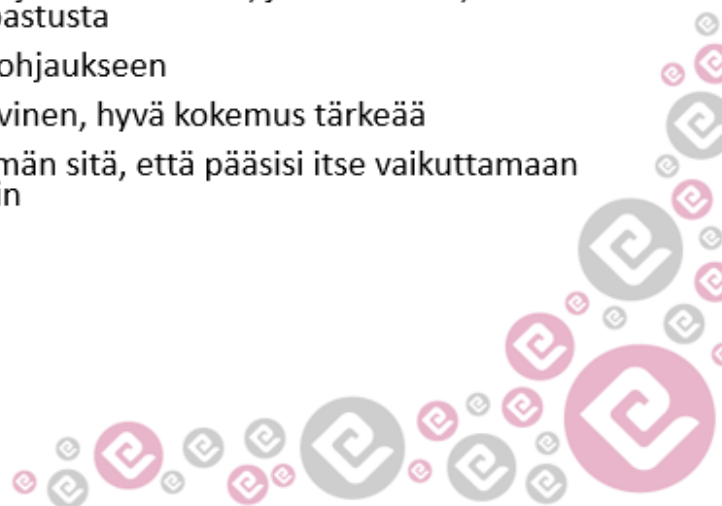 pastusta
ohjaukseen
vinen, hyvä kokemus tärkeää
män sitä, että pääsisi itse vaikuttamaan
in